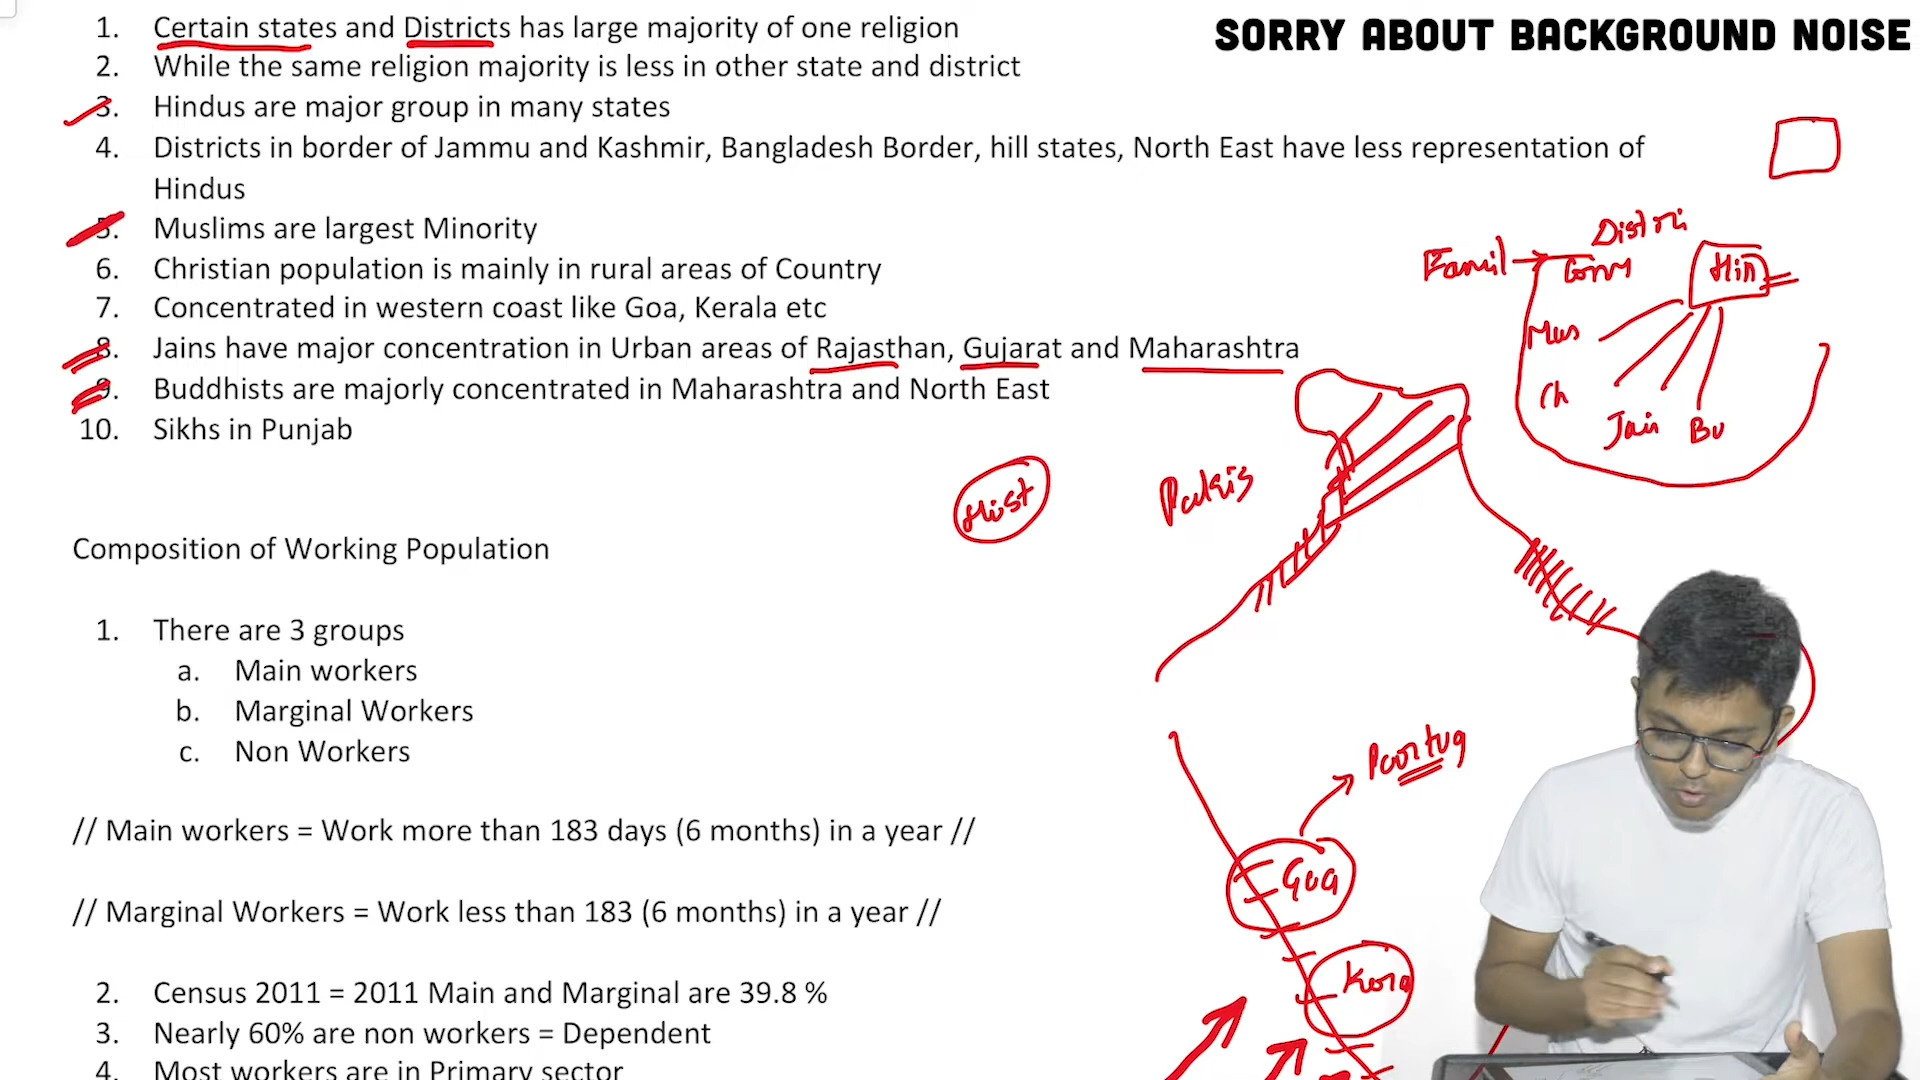 SORRY ABOUT BACKGROUND NOISE
1. Certain states and Districts has large majority of one religion
2. While the same religion majority is less in other state and district
3. Hindus are major group in many states
4. Districts in border of Jammu and Kashmir, Bangladesh Border, hill states, North East have less representation of
Hindus
5. Muslims are largest Minority
6. Christian population is mainly in rural areas of Country
7. Concentrated in western coast like Goa, Kerala etc
8. Jains have major concentration in Urban areas of Rajasthan, Gujarat and Maharashtra
9. Buddhists are majorly concentrated in Maharashtra and North East
10. Sikhs in Punjab
Hin
Mus
Ch
Jain Bu
Composition of Working Population
1. There are 3 groups
a. Main workers
b. Marginal Workers
c. Non Workers
Goa
// Main workers = Work more than 183 days (6 months) in a year //
// Marginal Workers = Work less than 183 (6 months) in a year //
2. Census 2011 = 2011 Main and Marginal are 39.8 %
3. Nearly 60% are non workers = Dependent
4. Most workers are in Primary sector